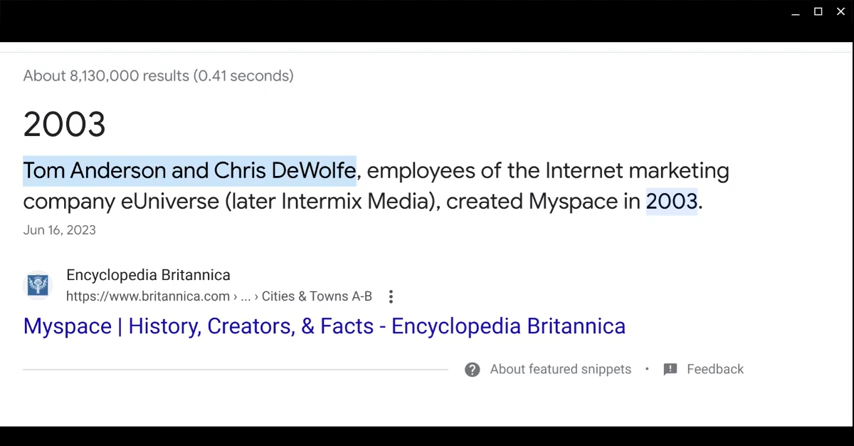 About 8,130,000 results (0.41 seconds)
2003
Tom Anderson and Chris DeWolfe, employees of the Internet marketing
company eUniverse (later Intermix Media), created Myspace in 2003.
Jun 16, 2023
Encyclopedia Britannica
https://www.britannica.com › ... › Cities & Towns A-B
Myspace | History, Creators, & Facts - Encyclopedia Britannica
About featured snippets • Feedback